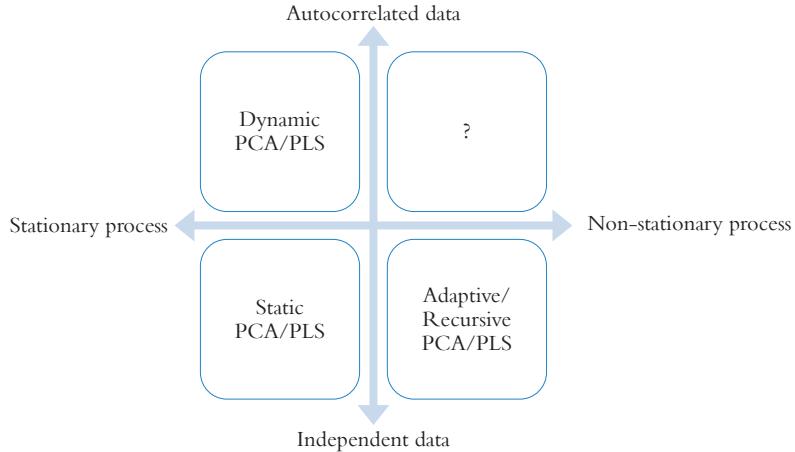 Autocorrelated data
Dynamic
PCA/PLS
?
Stationary process
Non-stationary process
Static
PCA/PLS
Adaptive/
Recursive
PCA/PLS
Independent data